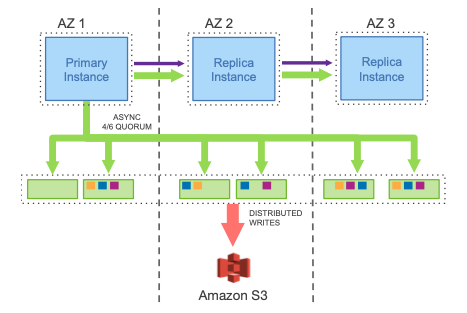 AZ 1
AZ 2
AZ 3
Primary
Instance
Replica
Instance
Replica
Instance
ASYNC
4/6 QUORUM
DISTRIBUTED
WRITES
Amazon S3